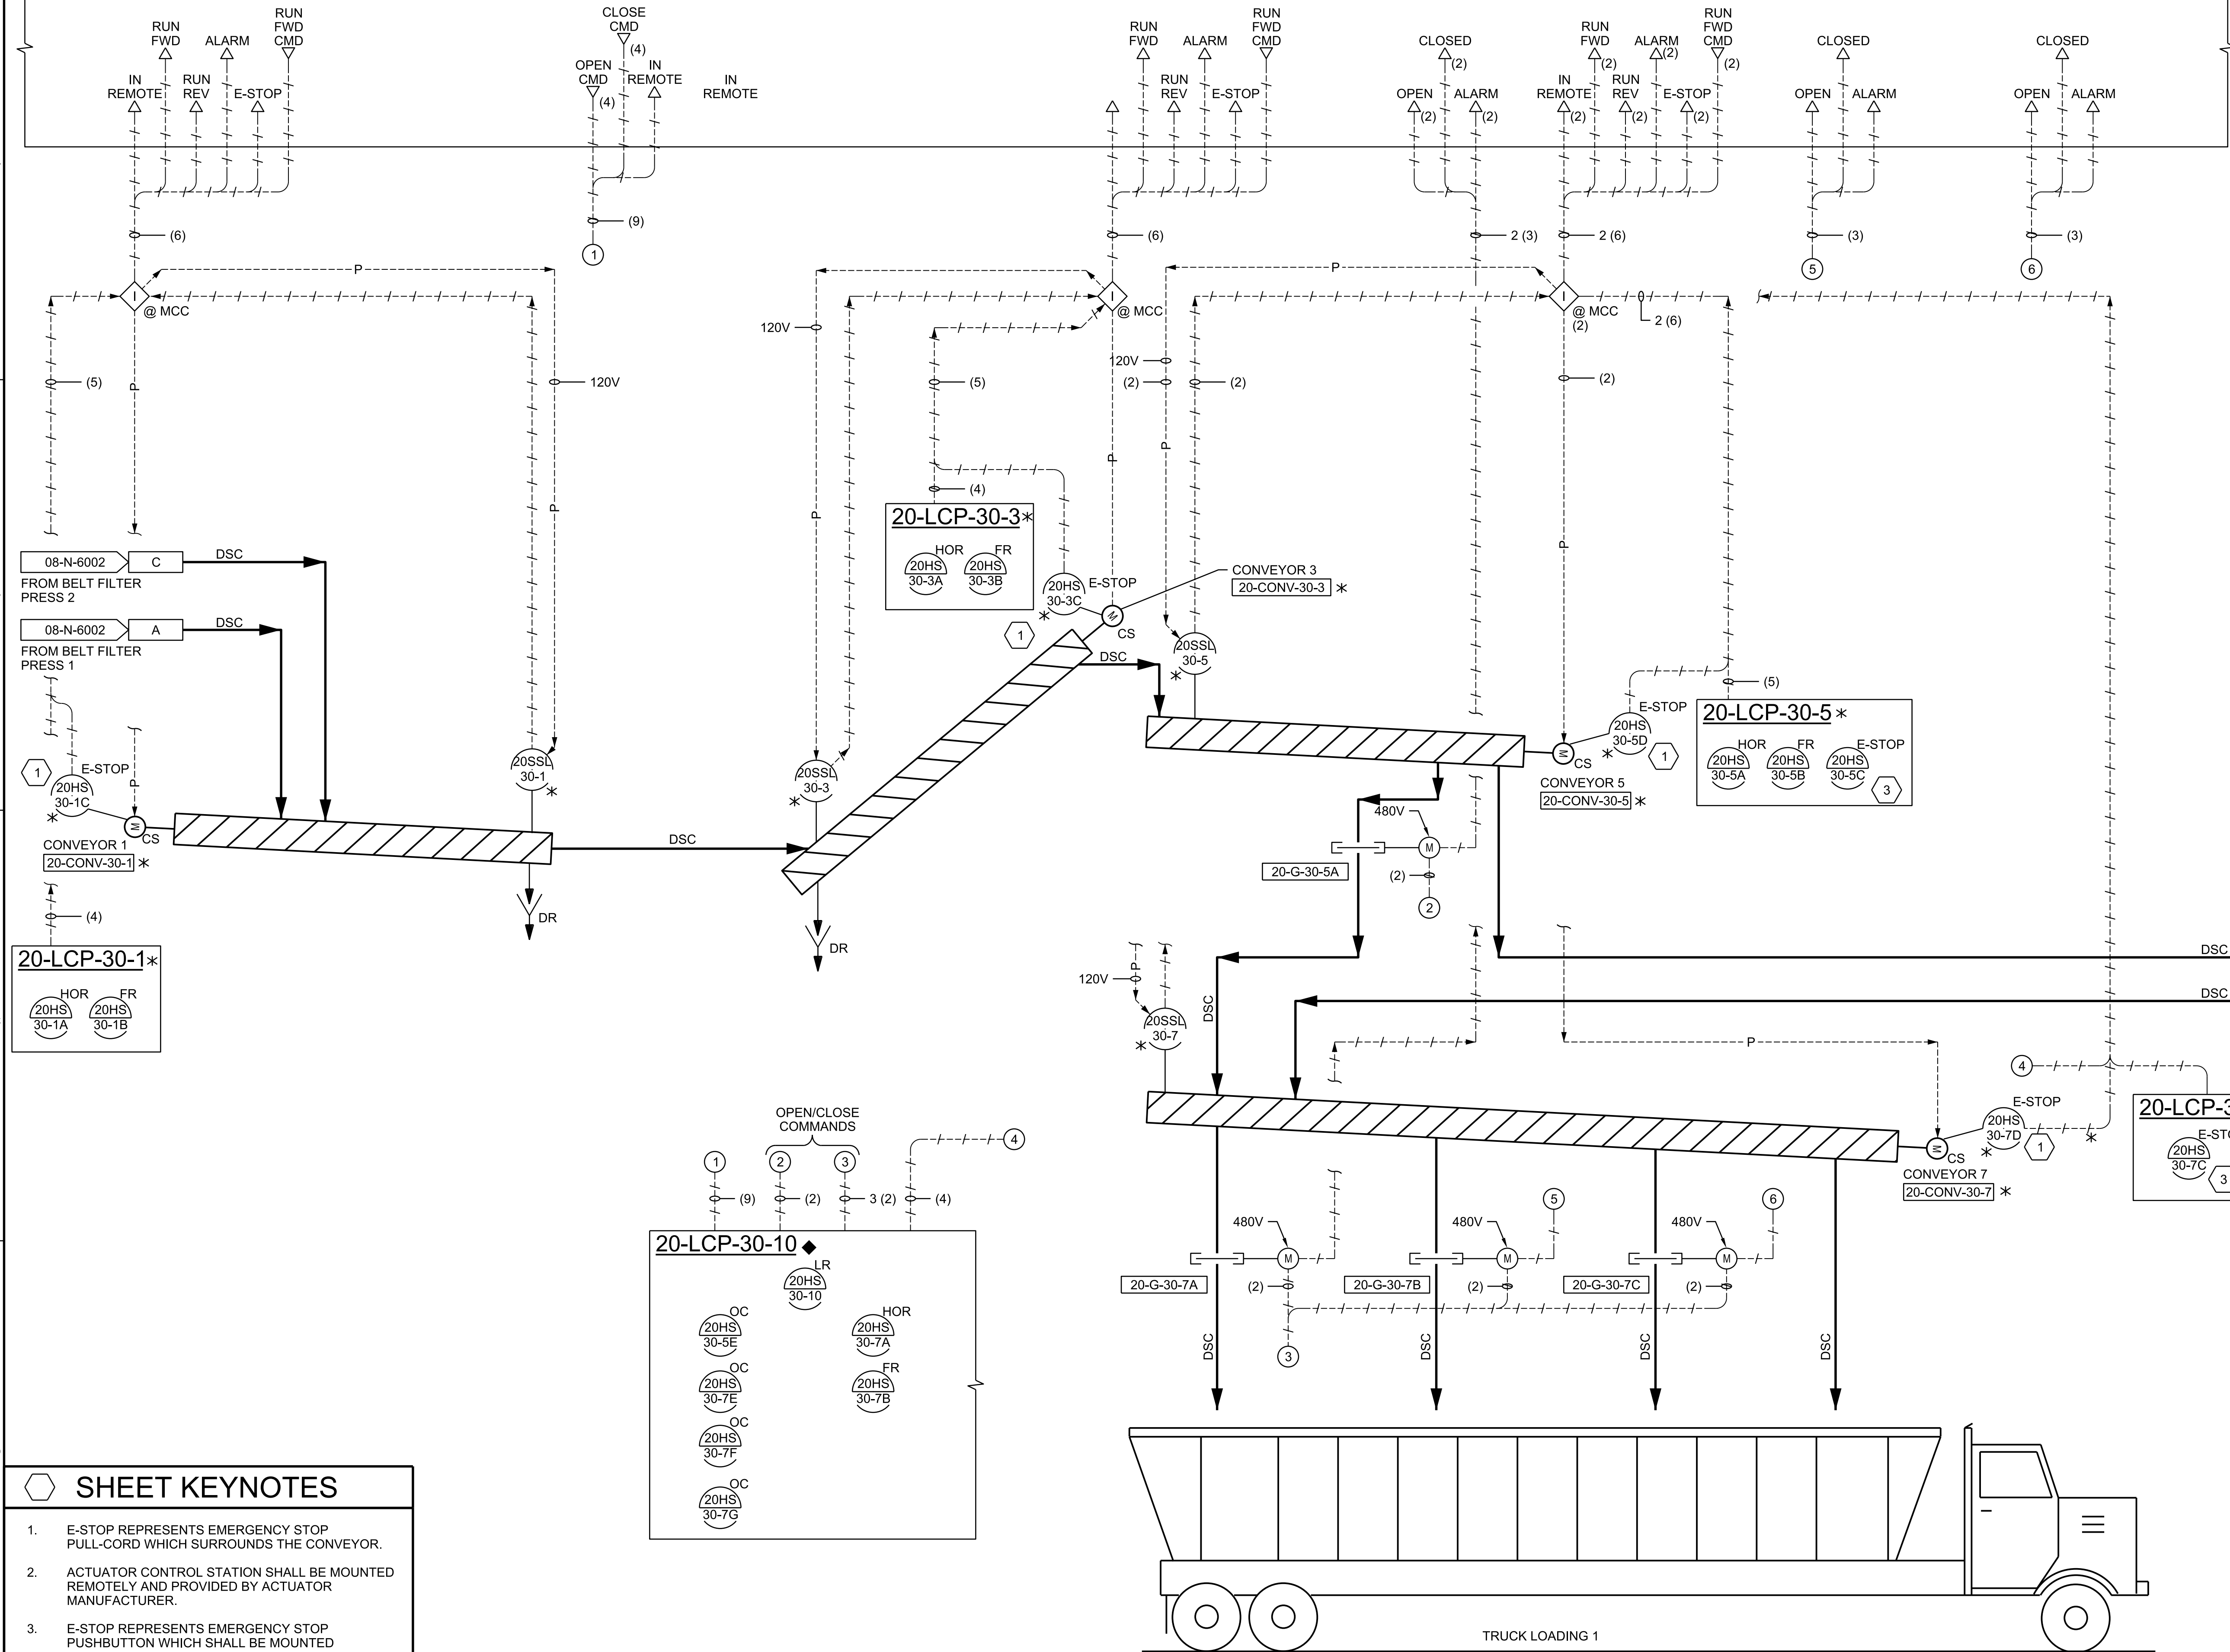 RUN
FWD
ALARM
RUN
FWD
CMD
IN
REMOTE
RUN
REV
E-STOP
CLOSE
CMD
(4)
OPEN
CMD
(4)
IN
REMOTE
IN
REMOTE
RUN
FWD
ALARM
RUN
FWD
CMD
RUN
REV
E-STOP
CLOSED
(2)
OPEN
(2)
ALARM
(2)
RUN
FWD
(2)
ALARM
(2)
RUN
FWD
CMD
(2)
IN
REMOTE
(2)
RUN
REV
(2)
E-STOP
(2)
CLOSED
OPEN
ALARM
CLOSED
OPEN
ALARM
(6)
(9)
1
(6)
2 (3)
2 (6)
(3)
5
(3)
6
P
I
@ MCC
I
@ MCC
P
I
@ MCC
(2)
2 (6)
(5)
P
120V
P
120V
P
(5)
(4)
P
120V
(2)
P
(2)
(2)
P
08-N-6002
C
DSC
FROM BELT FILTER
PRESS 2
08-N-6002
A
DSC
FROM BELT FILTER
PRESS 1
1
E-STOP
20HS
30-1C
P
M
CS
CONVEYOR 1
20-CONV-30-1
(4)
20-LCP-30-1
HOR
20HS
30-1A
FR
20HS
30-1B
20SSL
30-1
DR
DSC
20SSL
30-3
DR
20-LCP-30-3
HOR
20HS
30-3A
FR
20HS
30-3B
20HS
30-3C
E-STOP
1
M
CS
CONVEYOR 3
20-CONV-30-3
DSC
20SSL
30-5
M
CS
CONVEYOR 5
20-CONV-30-5
E-STOP
20HS
30-5D
1
(5)
20-LCP-30-5
HOR
20HS
30-5A
FR
20HS
30-5B
E-STOP
20HS
30-5C
3
480V
M
20-G-30-5A
(2)
2
DSC
DSC
DSC
120V
P
20SSL
30-7
P
4
E-STOP
20HS
30-7D
1
M
CS
CONVEYOR 7
20-CONV-30-7
20HS
30-7C
3
OPEN/CLOSE
COMMANDS
1
2
3
4
(9)
(2)
3 (2)
(4)
20-LCP-30-10
LR
20HS
30-10
OC
20HS
30-5E
HOR
20HS
30-7A
OC
20HS
30-7E
FR
20HS
30-7B
OC
20HS
30-7F
OC
20HS
30-7G
480V
M
20-G-30-7A
(2)
3
5
480V
M
20-G-30-7B
(2)
6
480V
M
20-G-30-7C
(2)
DSC
DSC
DSC
DSC
TRUCK LOADING 1
SHEET KEYNOTES
1. E-STOP REPRESENTS EMERGENCY STOP
PULL-CORD WHICH SURROUNDS THE CONVEYOR.
2. ACTUATOR CONTROL STATION SHALL BE MOUNTED
REMOTELY AND PROVIDED BY ACTUATOR
MANUFACTURER.
3. E-STOP REPRESENTS EMERGENCY STOP
PUSHBUTTON WHICH SHALL BE MOUNTED